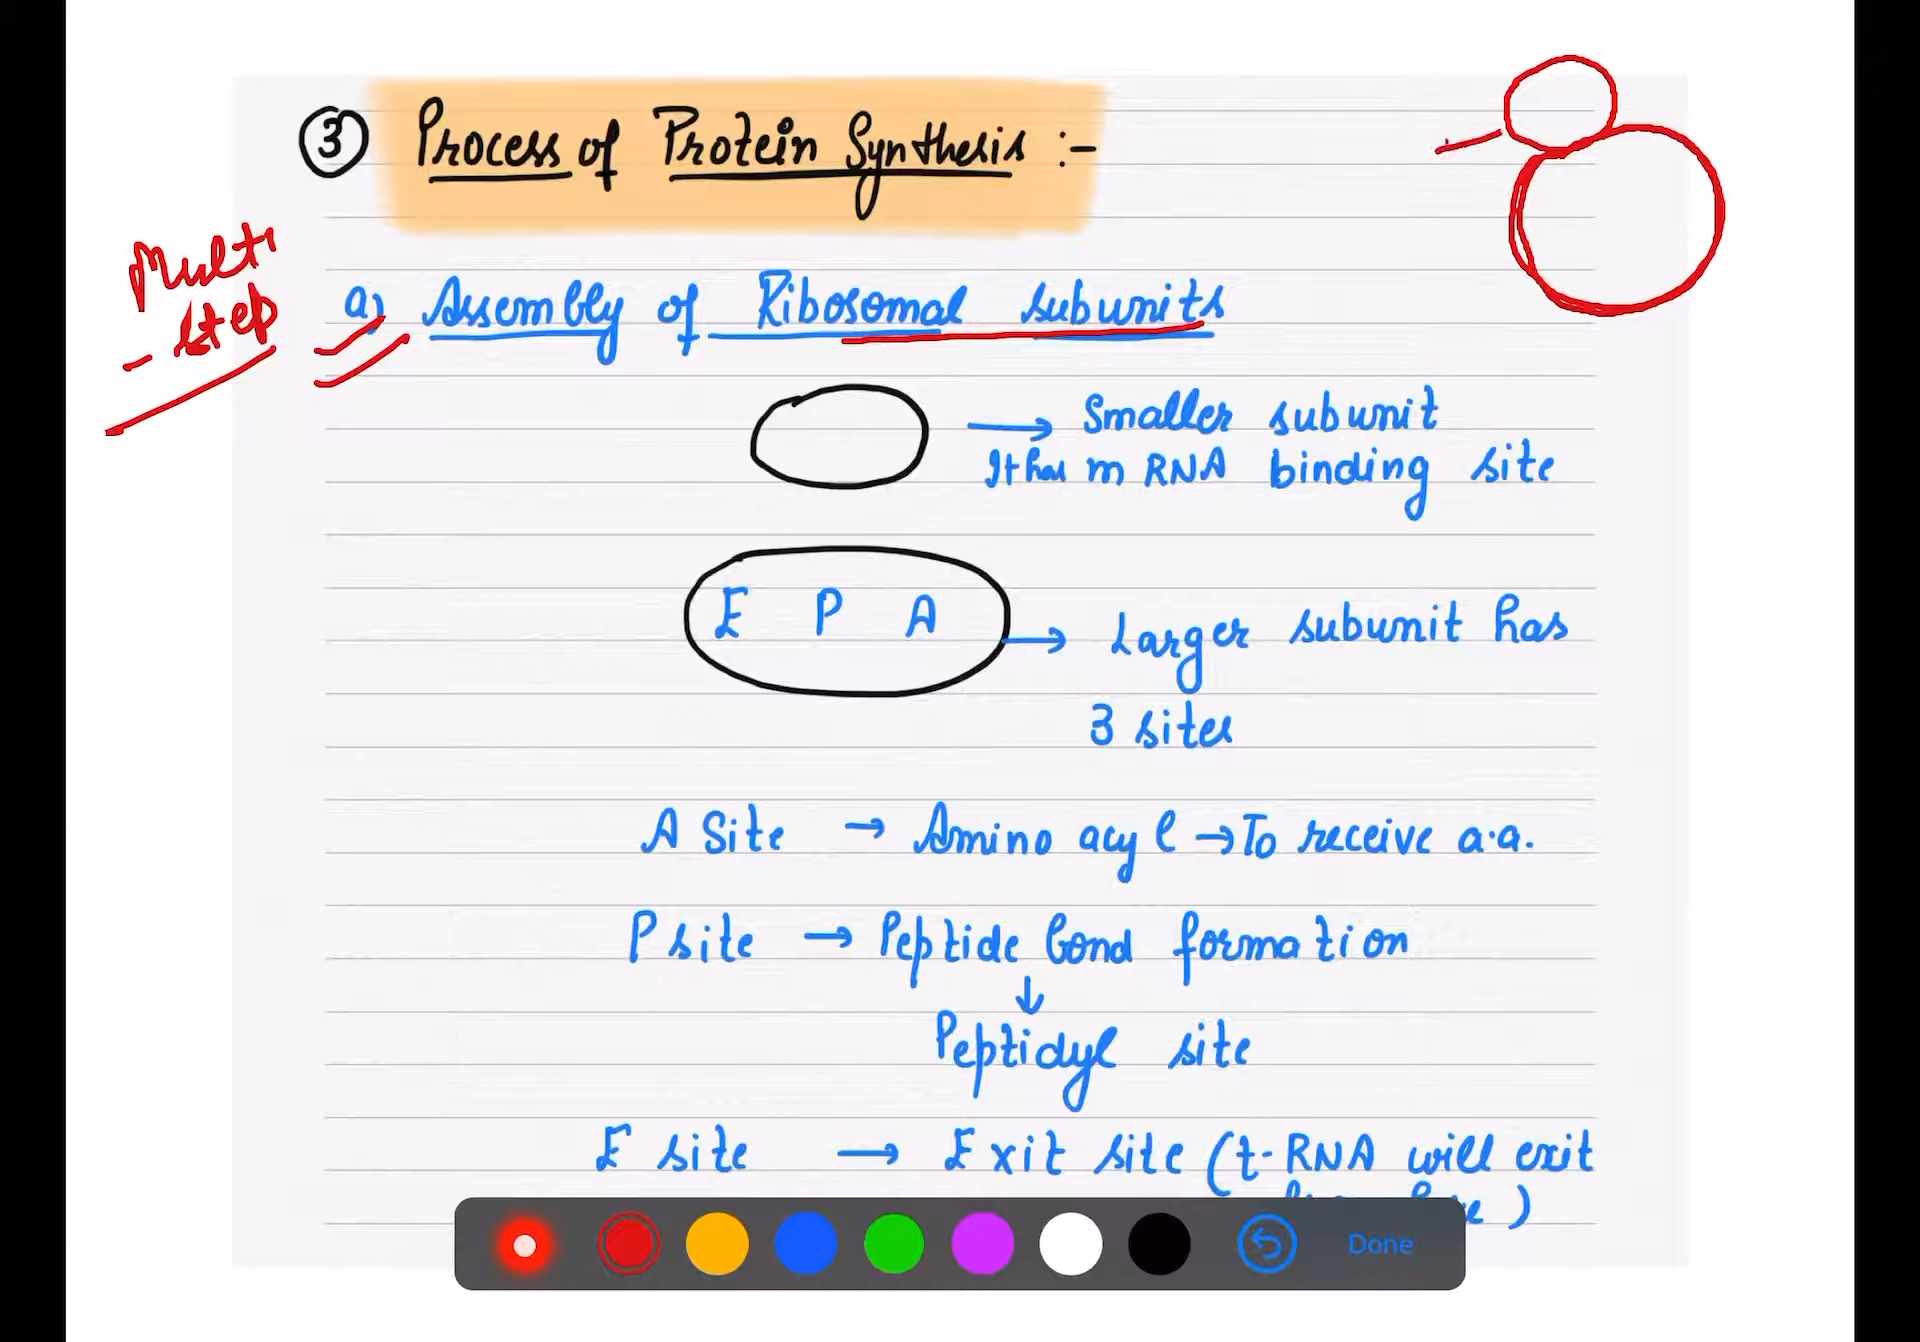 ③ Process of Protein Synthesis :-
Multi
- step
a) Assembly of Ribosomal subunits
→ Smaller subunit
It has m RNA binding site
E P A
→ Larger subunit has
3 sites
A Site → Amino acyl → To receive a.a.
P site → Peptide bond formation
↓
Peptidyl site
E site → Exit site (t-RNA will exit
)
Done